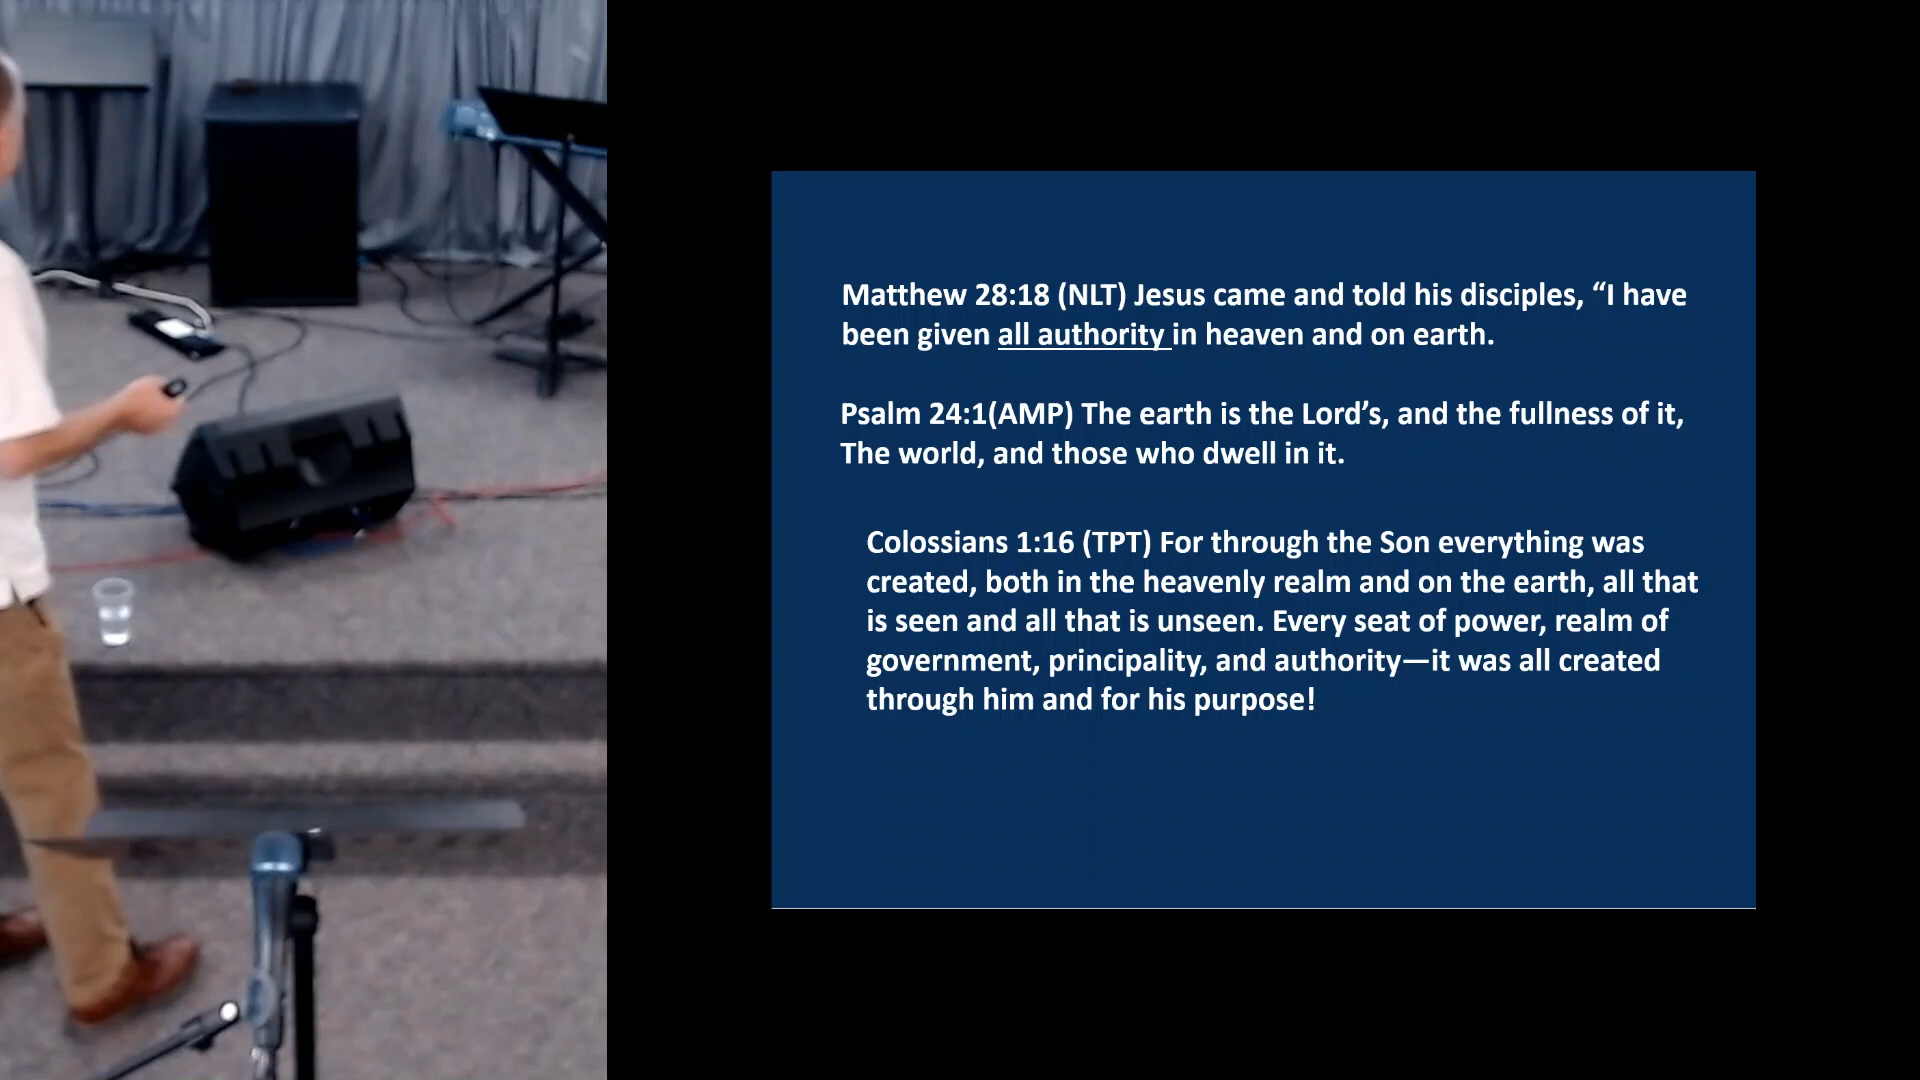 Matthew 28:18 (NLT) Jesus came and told his disciples, “I have
been given all authority in heaven and on earth.
Psalm 24:1(AMP) The earth is the Lord’s, and the fullness of it,
The world, and those who dwell in it.
Colossians 1:16 (TPT) For through the Son everything was
created, both in the heavenly realm and on the earth, all that
is seen and all that is unseen. Every seat of power, realm of
government, principality, and authority—it was all created
through him and for his purpose!